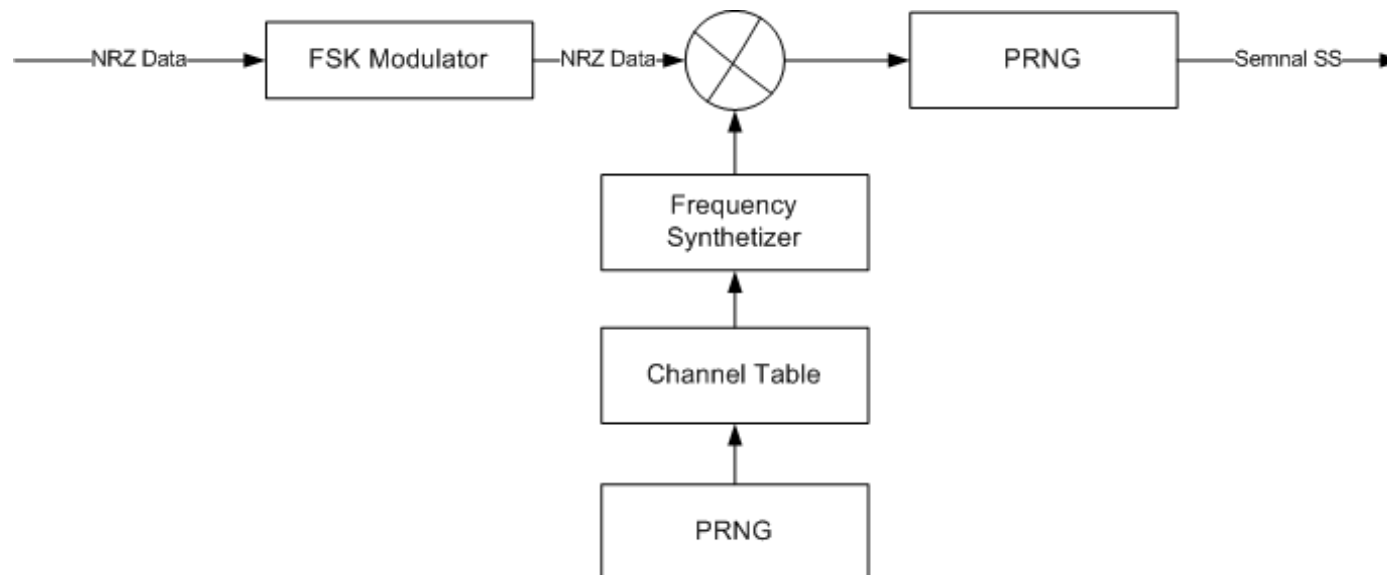 NRZ Data
FSK Modulator
NRZ Data
PRNG
Semnal SS
Frequency
Synthetizer
Channel Table
PRNG